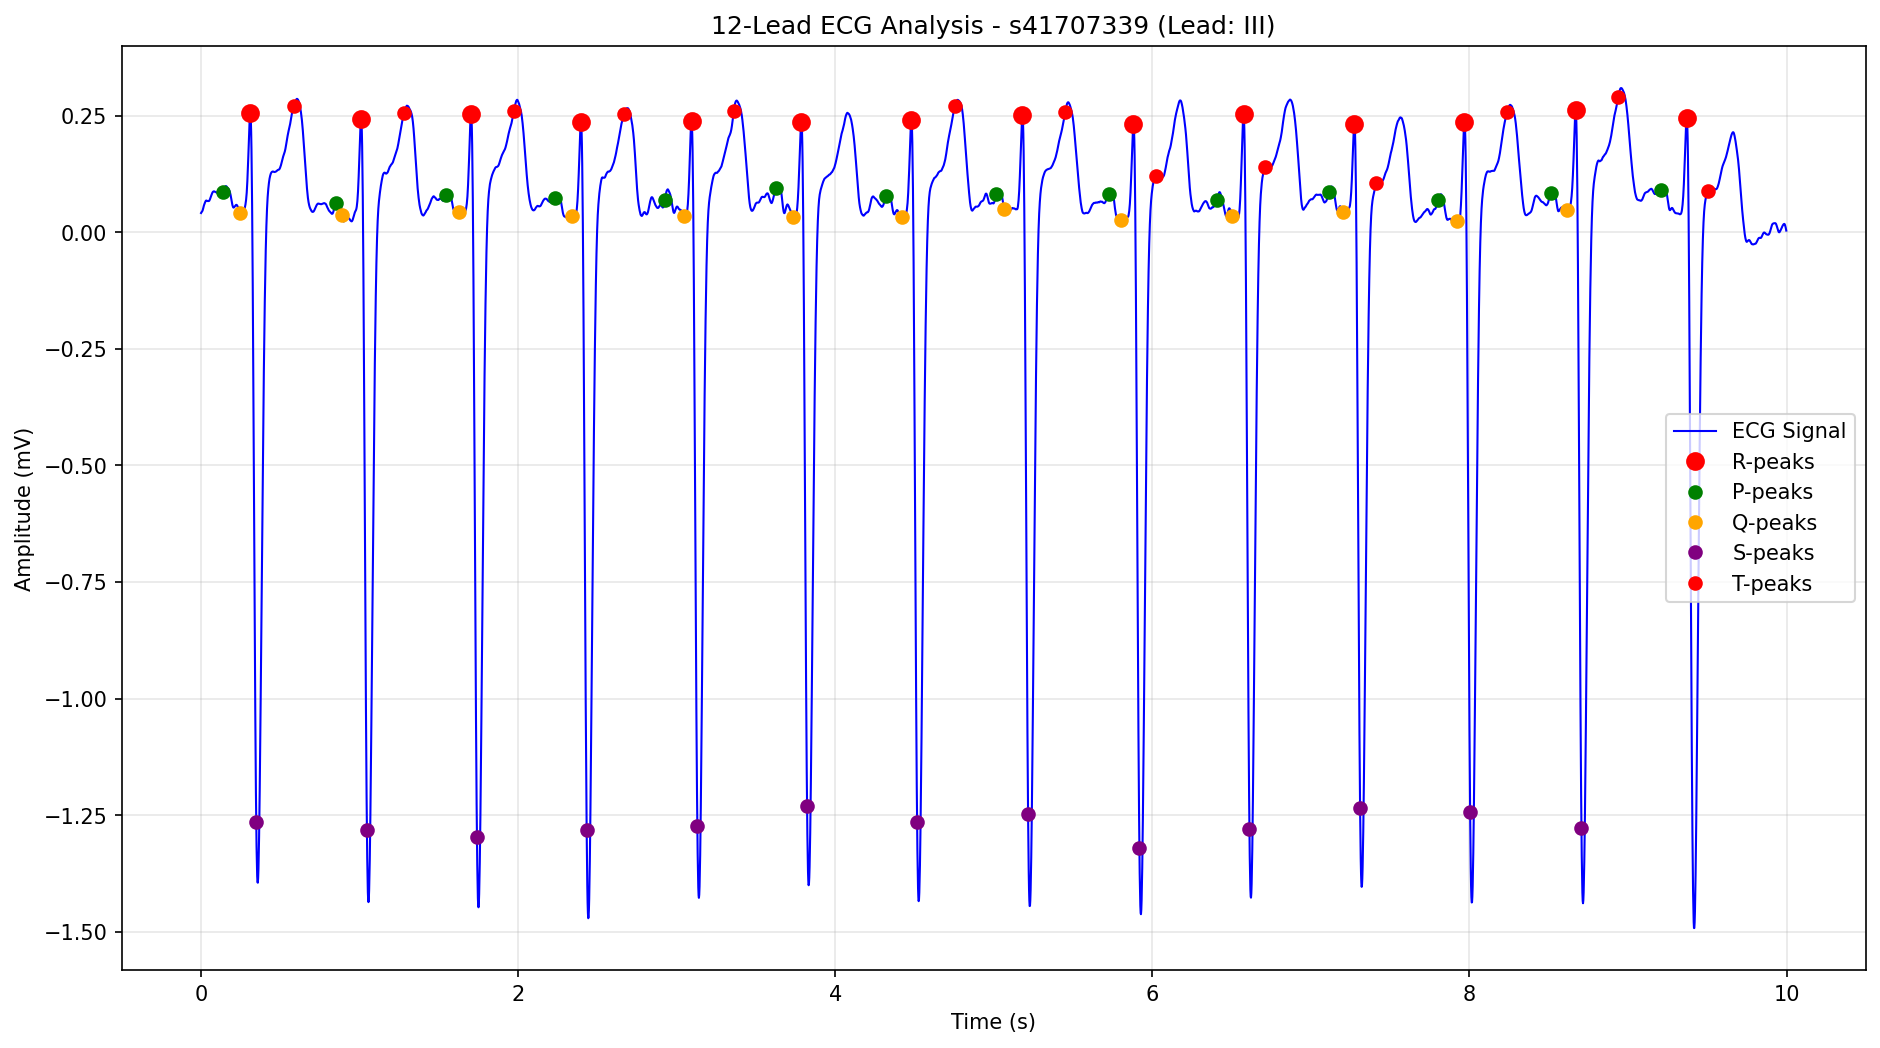 12-Lead ECG Analysis - s41707339 (Lead: III)
Amplitude (mV)
0.25
0.00
−0.25
−0.50
−0.75
−1.00
−1.25
−1.50
ECG Signal
R-peaks
P-peaks
Q-peaks
S-peaks
T-peaks
0 2 4 6 8 10
Time (s)